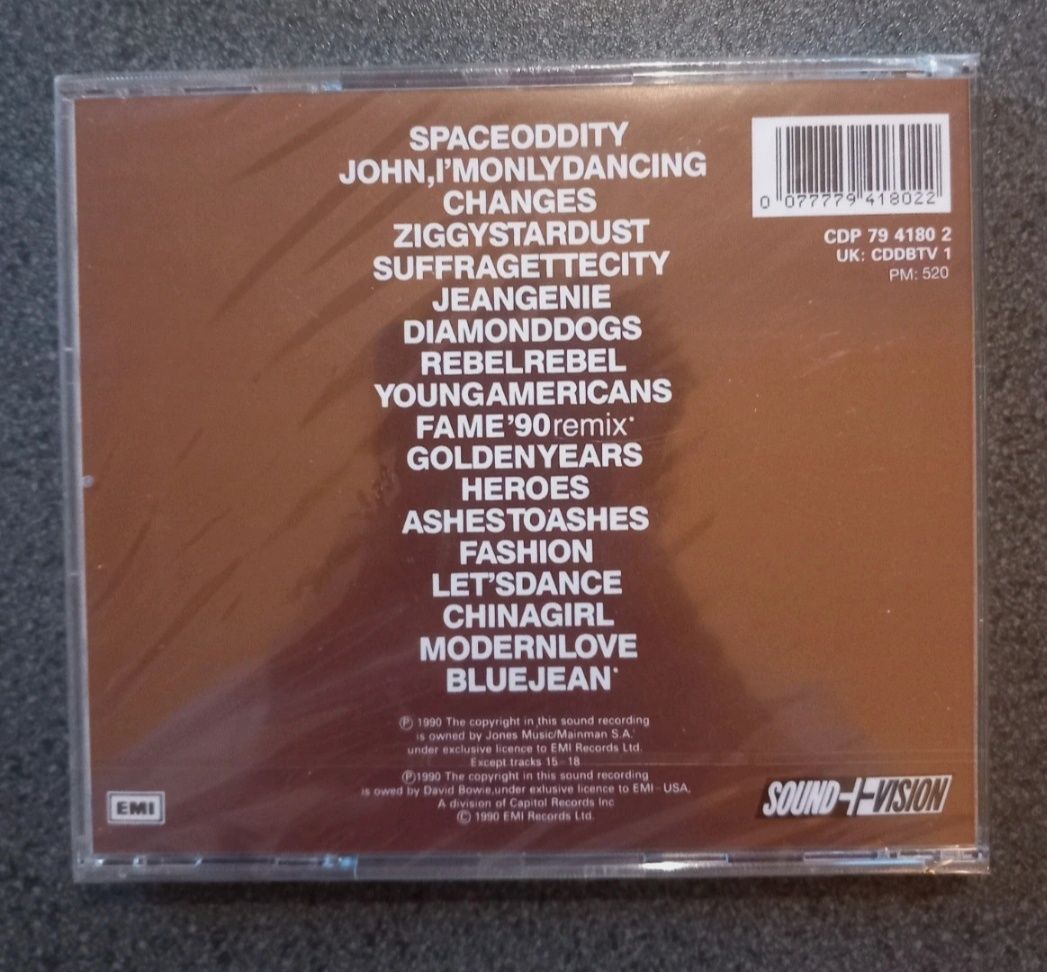 SPACEODDITY
JOHN,I'MONLYDANCING
CHANGES
ZIGGYSTARDUST
SUFFRAGETTECITY
JEANGENIE
DIAMONDDOGS
REBELREBEL
YOUNGAMERICANS
FAME'90remix*
GOLDENYEARS
HEROES
ASHESTOASHES
FASHION
LET'SDANCE
CHINAGIRL
MODERNLOVE
BLUEJEAN*
0 077779 418022
CDP 79 4180 2
UK: CDDBTV 1
PM: 520
℗ 1990 The copyright in this sound recording
is owned by Jones Music/Mainman S.A.
under exclusive licence to EMI Records Ltd.
Except tracks 15-18
℗1990 The copyright in this sound recording
is owed by David Bowie,under exlusive licence to EMI-USA,
A division of Capitol Records Inc
© 1990 EMI Records Ltd.
EMI
SOUND+VISION